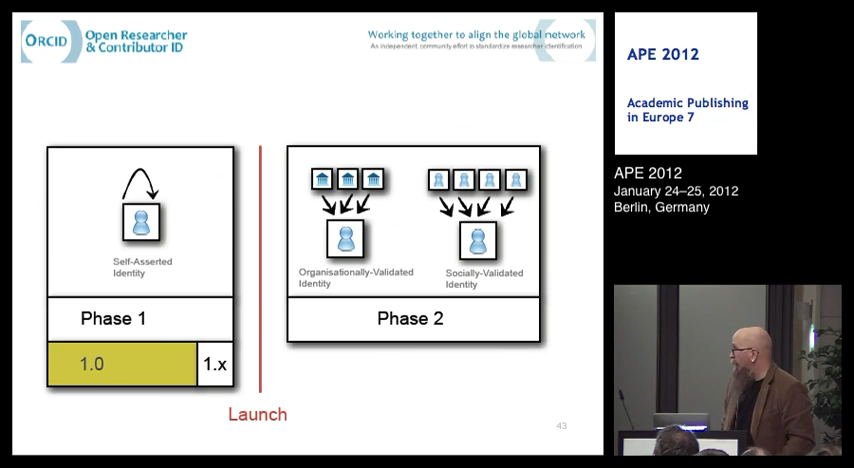 ORCID
Open Researcher
& Contributor ID
Working together to align the global network
An independent, community effort to standardize researcher identification
Self-Asserted
Identity
Organisationally-Validated
Identity
Socially-Validated
Identity
Phase 1
Phase 2
1.0
1.x
Launch
43
APE 2012
Academic Publishing
in Europe 7
APE 2012
January 24–25, 2012
Berlin, Germany